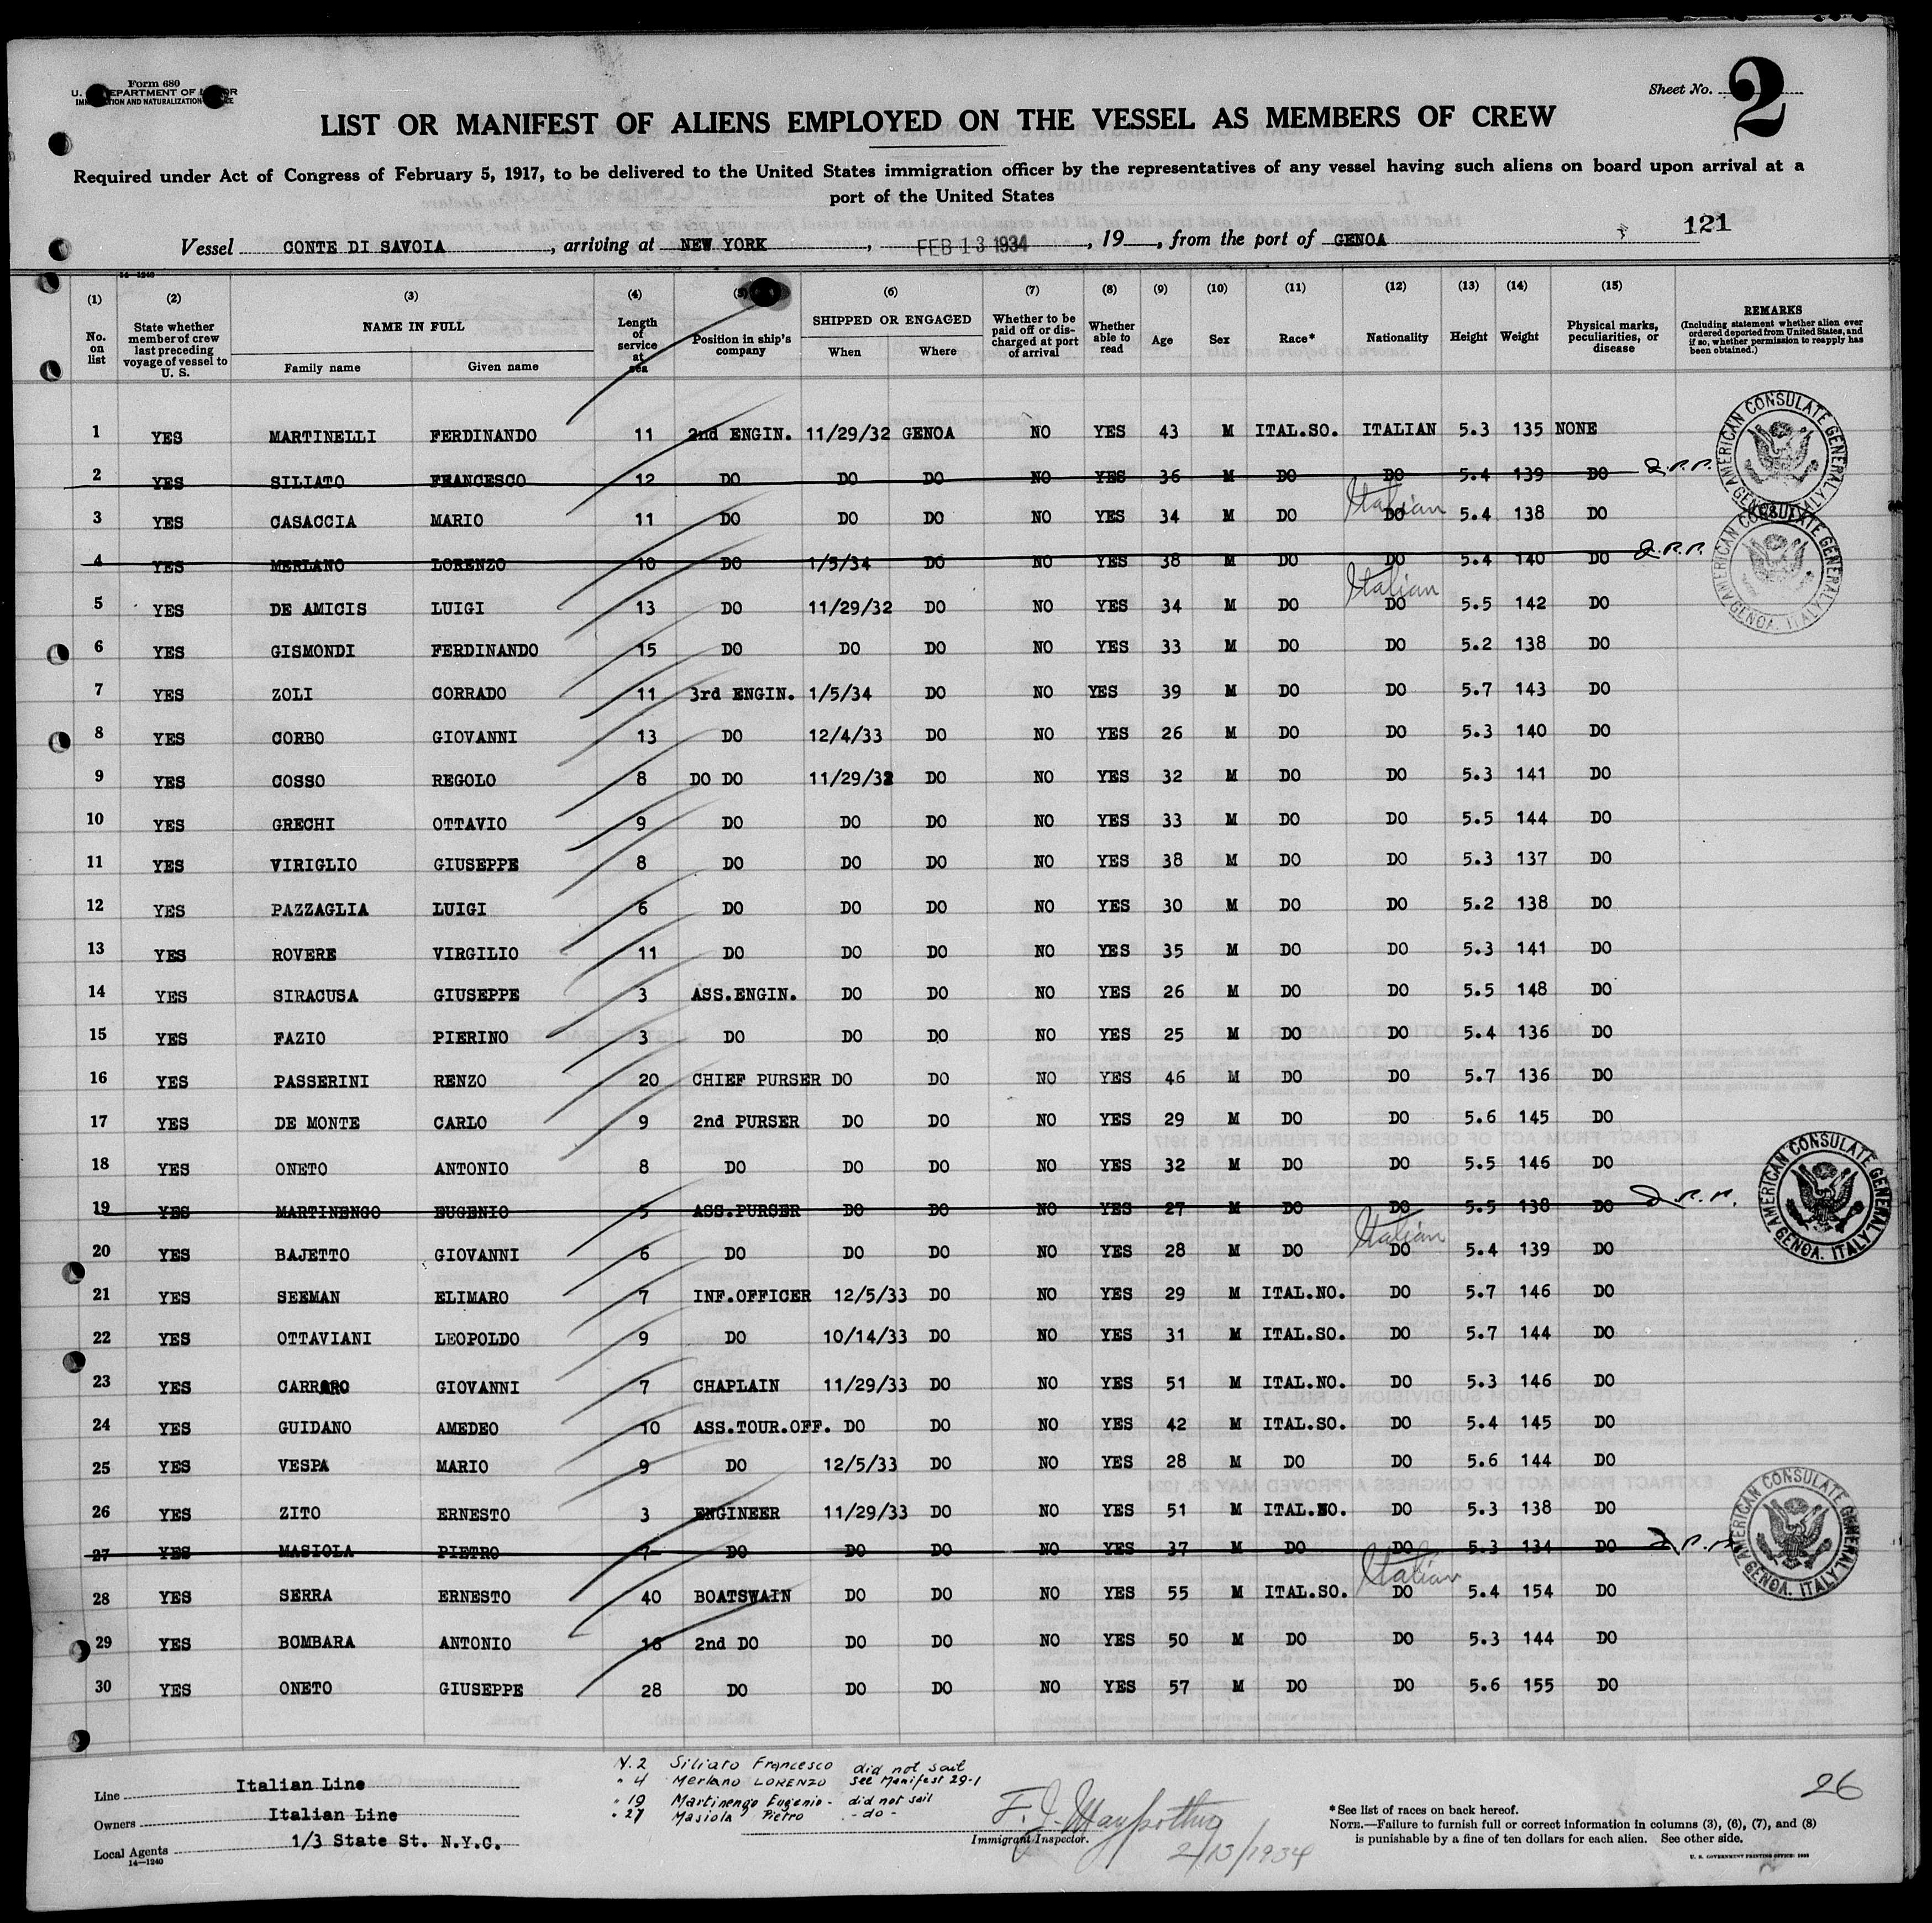 Form 680
U. S. DEPARTMENT OF LABOR
IMMIGRATION AND NATURALIZATION SERVICE
Sheet No. 2
LIST OR MANIFEST OF ALIENS EMPLOYED ON THE VESSEL AS MEMBERS OF CREW
Required under Act of Congress of February 5, 1917, to be delivered to the United States immigration officer by the representatives of any vessel having such aliens on board upon arrival at a
port of the United States
121
Vessel CONTE DI SAVOIA, arriving at NEW YORK, FEB 13 1934, 19, from the port of GENOA
14-1240
(1) No. on list
(2) State whether member of crew last preceding voyage of vessel to U. S.
(3) NAME IN FULL Family name Given name
(4) Length of service at sea
(5) Position in ship's company
(6) SHIPPED OR ENGAGED When Where
(7) Whether to be paid off or discharged at port of arrival
(8) Whether able to read
(9) Age
(10) Sex
(11) Race*
(12) Nationality
(13) Height
(14) Weight
(15) Physical marks, peculiarities, or disease
REMARKS (Including statement whether alien ever ordered deported from United States, and if so, whether permission to reapply has been obtained.)
1 YES MARTINELLI FERDINANDO 11 2nd ENGIN. 11/29/32 GENOA NO YES 43 M ITAL.SO. ITALIAN 5.3 135 NONE
2 YES SILIATO FRANCESCO 12 DO DO DO NO YES 36 M DO DO 5.4 139 DO
3 YES CASACCIA MARIO 11 DO DO DO NO YES 34 M DO Italian DO 5.4 138 DO
4 YES MERLANO LORENZO 10 DO 1/5/34 DO NO YES 38 M DO DO 5.4 140 DO
5 YES DE AMICIS LUIGI 13 DO 11/29/32 DO NO YES 34 M DO Italian DO 5.5 142 DO
6 YES GISMONDI FERDINANDO 15 DO DO DO NO YES 33 M DO DO 5.2 138 DO
7 YES ZOLI CORRADO 11 3rd ENGIN. 1/5/34 DO NO YES 39 M DO DO 5.7 143 DO
8 YES CORBO GIOVANNI 13 DO 12/4/33 DO NO YES 26 M DO DO 5.3 140 DO
9 YES COSSO REGOLO 8 DO DO 11/29/32 DO NO YES 32 M DO DO 5.3 141 DO
10 YES GRECHI OTTAVIO 9 DO DO DO NO YES 33 M DO DO 5.5 144 DO
11 YES VIRIGLIO GIUSEPPE 8 DO DO DO NO YES 38 M DO DO 5.3 137 DO
12 YES PAZZAGLIA LUIGI 6 DO DO DO NO YES 30 M DO DO 5.2 138 DO
13 YES ROVERE VIRGILIO 11 DO DO DO NO YES 35 M DO DO 5.3 141 DO
14 YES SIRACUSA GIUSEPPE 3 ASS.ENGIN. DO DO NO YES 26 M DO DO 5.5 148 DO
15 YES FAZIO PIERINO 3 DO DO DO NO YES 25 M DO DO 5.4 136 DO
16 YES PASSERINI RENZO 20 CHIEF PURSER DO DO NO YES 46 M DO DO 5.7 136 DO
17 YES DE MONTE CARLO 9 2nd PURSER DO DO NO YES 29 M DO DO 5.6 145 DO
18 YES ONETO ANTONIO 8 DO DO DO NO YES 32 M DO DO 5.5 146 DO
19 YES MARTINENGO EUGENIO 5 ASS.PURSER DO DO NO YES 27 M DO DO 5.5 138 DO
20 YES BAJETTO GIOVANNI 6 DO DO DO NO YES 28 M DO Italian DO 5.4 139 DO
21 YES SEEMAN ELIMARO 7 INF.OFFICER 12/5/33 DO NO YES 29 M ITAL.NO. DO 5.7 146 DO
22 YES OTTAVIANI LEOPOLDO 9 DO 10/14/33 DO NO YES 31 M ITAL.SO. DO 5.7 144 DO
23 YES CARRARO GIOVANNI 7 CHAPLAIN 11/29/33 DO NO YES 51 M ITAL.NO. DO 5.3 146 DO
24 YES GUIDANO AMEDEO 10 ASS.TOUR.OFF. DO DO NO YES 42 M ITAL.SO. DO 5.4 145 DO
25 YES VESPA MARIO 9 DO 12/5/33 DO NO YES 28 M DO DO 5.6 144 DO
26 YES ZITO ERNESTO 3 ENGINEER 11/29/33 DO NO YES 51 M ITAL.NO. DO 5.3 138 DO
27 YES MASIOLA PIETRO 7 DO DO DO NO YES 37 M DO DO 5.3 134 DO
28 YES SERRA ERNESTO 40 BOATSWAIN DO DO NO YES 55 M ITAL.SO. Italian DO 5.4 154 DO
29 YES BOMBARA ANTONIO 16 2nd DO DO DO NO YES 50 M DO DO 5.3 144 DO
30 YES ONETO GIUSEPPE 28 DO DO DO NO YES 57 M DO DO 5.6 155 DO
AMERICAN CONSULATE GENERAL GENOA, ITALY
AMERICAN CONSULATE GENERAL GENOA, ITALY
AMERICAN CONSULATE GENERAL GENOA, ITALY
AMERICAN CONSULATE GENERAL GENOA, ITALY
N. 2 Siliato Francesco did not sail
" 4 Merlano LORENZO see Manifest 29-1
" 19 Martinengo Eugenio - did not sail
" 27 Masiola Pietro - do -
Line Italian Line
Owners Italian Line
Local Agents 1/3 State St. N.Y.C.
14-1240
Immigrant Inspector.
2/13/1934
26
*See list of races on back hereof.
NOTE.—Failure to furnish full or correct information in columns (3), (6), (7), and (8)
is punishable by a fine of ten dollars for each alien. See other side.
U. S. GOVERNMENT PRINTING OFFICE: